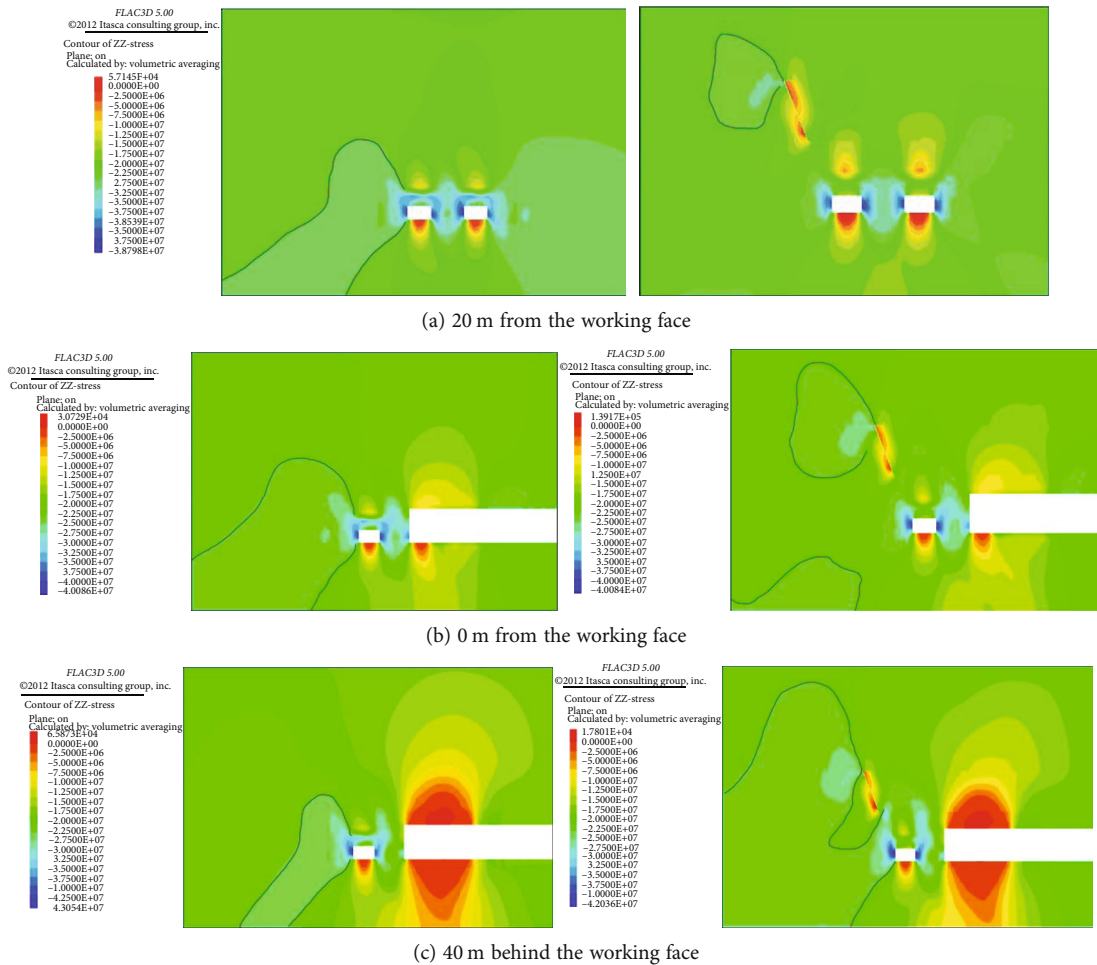 FLAC3D 5.00
©2012 Itasca consulting group, inc.
Contour of ZZ-stress
Plane: on
Calculated by: volumetric averaging
5.7145F+04
0.0000E+00
–2.5000E+06
–7.5000E+06
–1.0000E+07
–1.2500E+07
–1.5000E+07
–1.7500E+07
–2.0000E+07
–2.2500E+07
2.7500E+07
–3.2500E+07
–3.5000E+07
–3.7500E+07
–3.8539E+07
–3.5000E+07
3.7500E+07
–3.8798E+07
(a) 20 m from the working face
FLAC3D 5.00
©2012 Itasca consulting group, inc.
Contour of ZZ-stress
Plane: on
Calculated by: volumetric averaging
3.0729E+04
0.0000E+00
–2.5000E+06
–5.0000E+06
–7.5000E+06
–1.0000E+07
–1.2500E+07
–1.5000E+07
–1.7500E+07
–2.0000E+07
–2.2500E+07
–2.5000E+07
–2.7500E+07
–3.0000E+07
–3.2500E+07
–3.5000E+07
3.7500E+07
–4.0000E+07
–4.0086E+07
FLAC3D 5.00
©2012 Itasca consulting group, inc.
Contour of ZZ-stress
Plane: on
Calculated by: volumetric averaging
1.3917E+05
0.0000E+00
–2.5000E+06
–5.0000E+06
–7.5000E+06
–1.0000E+07
1.2500E+07
–1.5000E+07
–1.7500E+07
–2.0000E+07
–2.2500E+07
–2.5000E+07
–2.7500E+07
–3.0000E+07
3.2500E+07
3.5000E+07
–3.7500E+07
–4.0000E+07
–4.0084E+07
(b) 0 m from the working face
FLAC3D 5.00
©2012 Itasca consulting group, inc.
Contour of ZZ-stress
Plane: on
Calculated by: volumetric averaging
6.5873E+04
0.0000E+00
–2.5000E+06
–5.0000E+06
–7.5000E+06
–1.0000E+07
–1.2500E+07
–1.5000E+07
–1.7500E+07
–2.0000E+07
–2.2500E+07
–2.7500E+07
–3.0000E+07
3.2500E+07
–3.5000E+07
–3.7500E+07
–1.0000E+07
–4.2500E+07
4.3054E+07
FLAC3D 5.00
©2012 Itasca consulting group, inc.
Contour of ZZ-stress
Plane: on
Calculated by: volumetric averaging
1.7801E+04
0.0000E+00
–2.5000E+06
–5.0000E+06
–7.5000E+06
–1.0000E+07
–1.2500E+07
–1.5000E+07
–1.7500E+07
–2.0000E+07
–2.2500E+07
–2.5000E+07
–2.7500E+07
–3.0000E+07
–3.2500E+07
–3.5000E+07
–3.7500E+07
–1.0000E+07
–4.2036E+07
(c) 40 m behind the working face